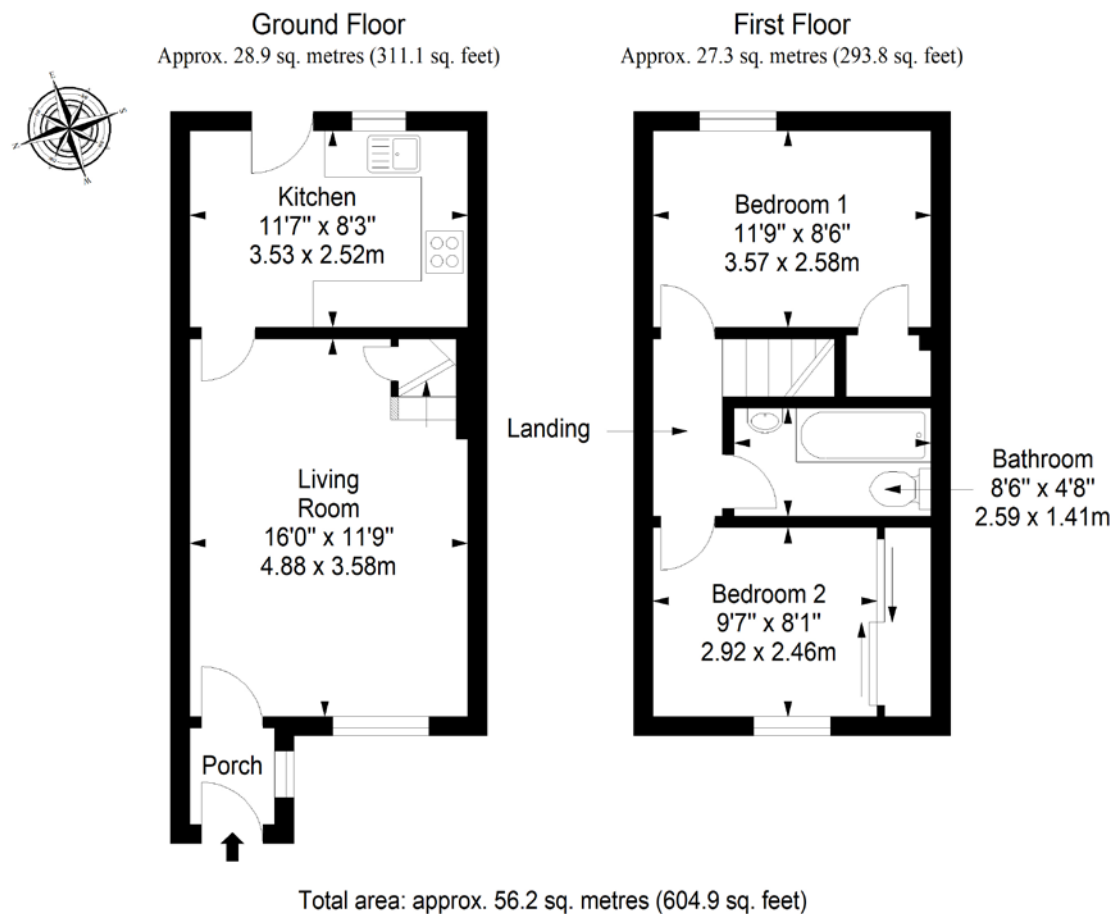 Ground Floor
Approx. 28.9 sq. metres (311.1 sq. feet)
First Floor
Approx. 27.3 sq. metres (293.8 sq. feet)
E
S
N
W
Kitchen
11'7" x 8'3"
3.53 x 2.52m
Bedroom 1
11'9" x 8'6"
3.57 x 2.58m
Landing
Living
Room
16'0" x 11'9"
4.88 x 3.58m
Bathroom
8'6" x 4'8"
2.59 x 1.41m
Bedroom 2
9'7" x 8'1"
2.92 x 2.46m
Porch
Total area: approx. 56.2 sq. metres (604.9 sq. feet)